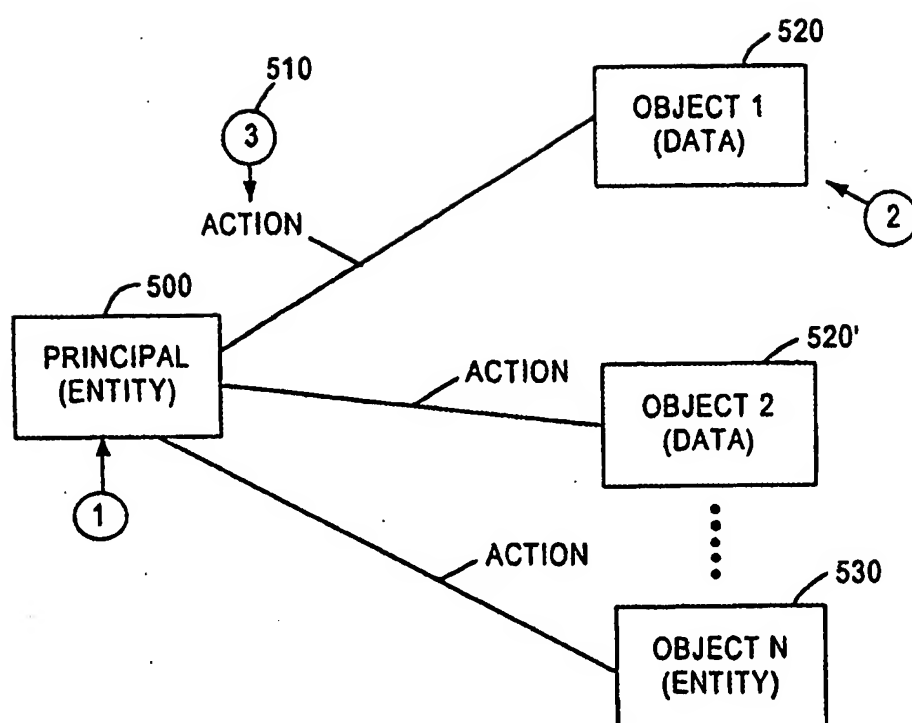 520
510
OBJECT 1
(DATA)
3
ACTION
2
500
PRINCIPAL
(ENTITY)
520'
ACTION
OBJECT 2
(DATA)
1
ACTION
530
OBJECT N
(ENTITY)